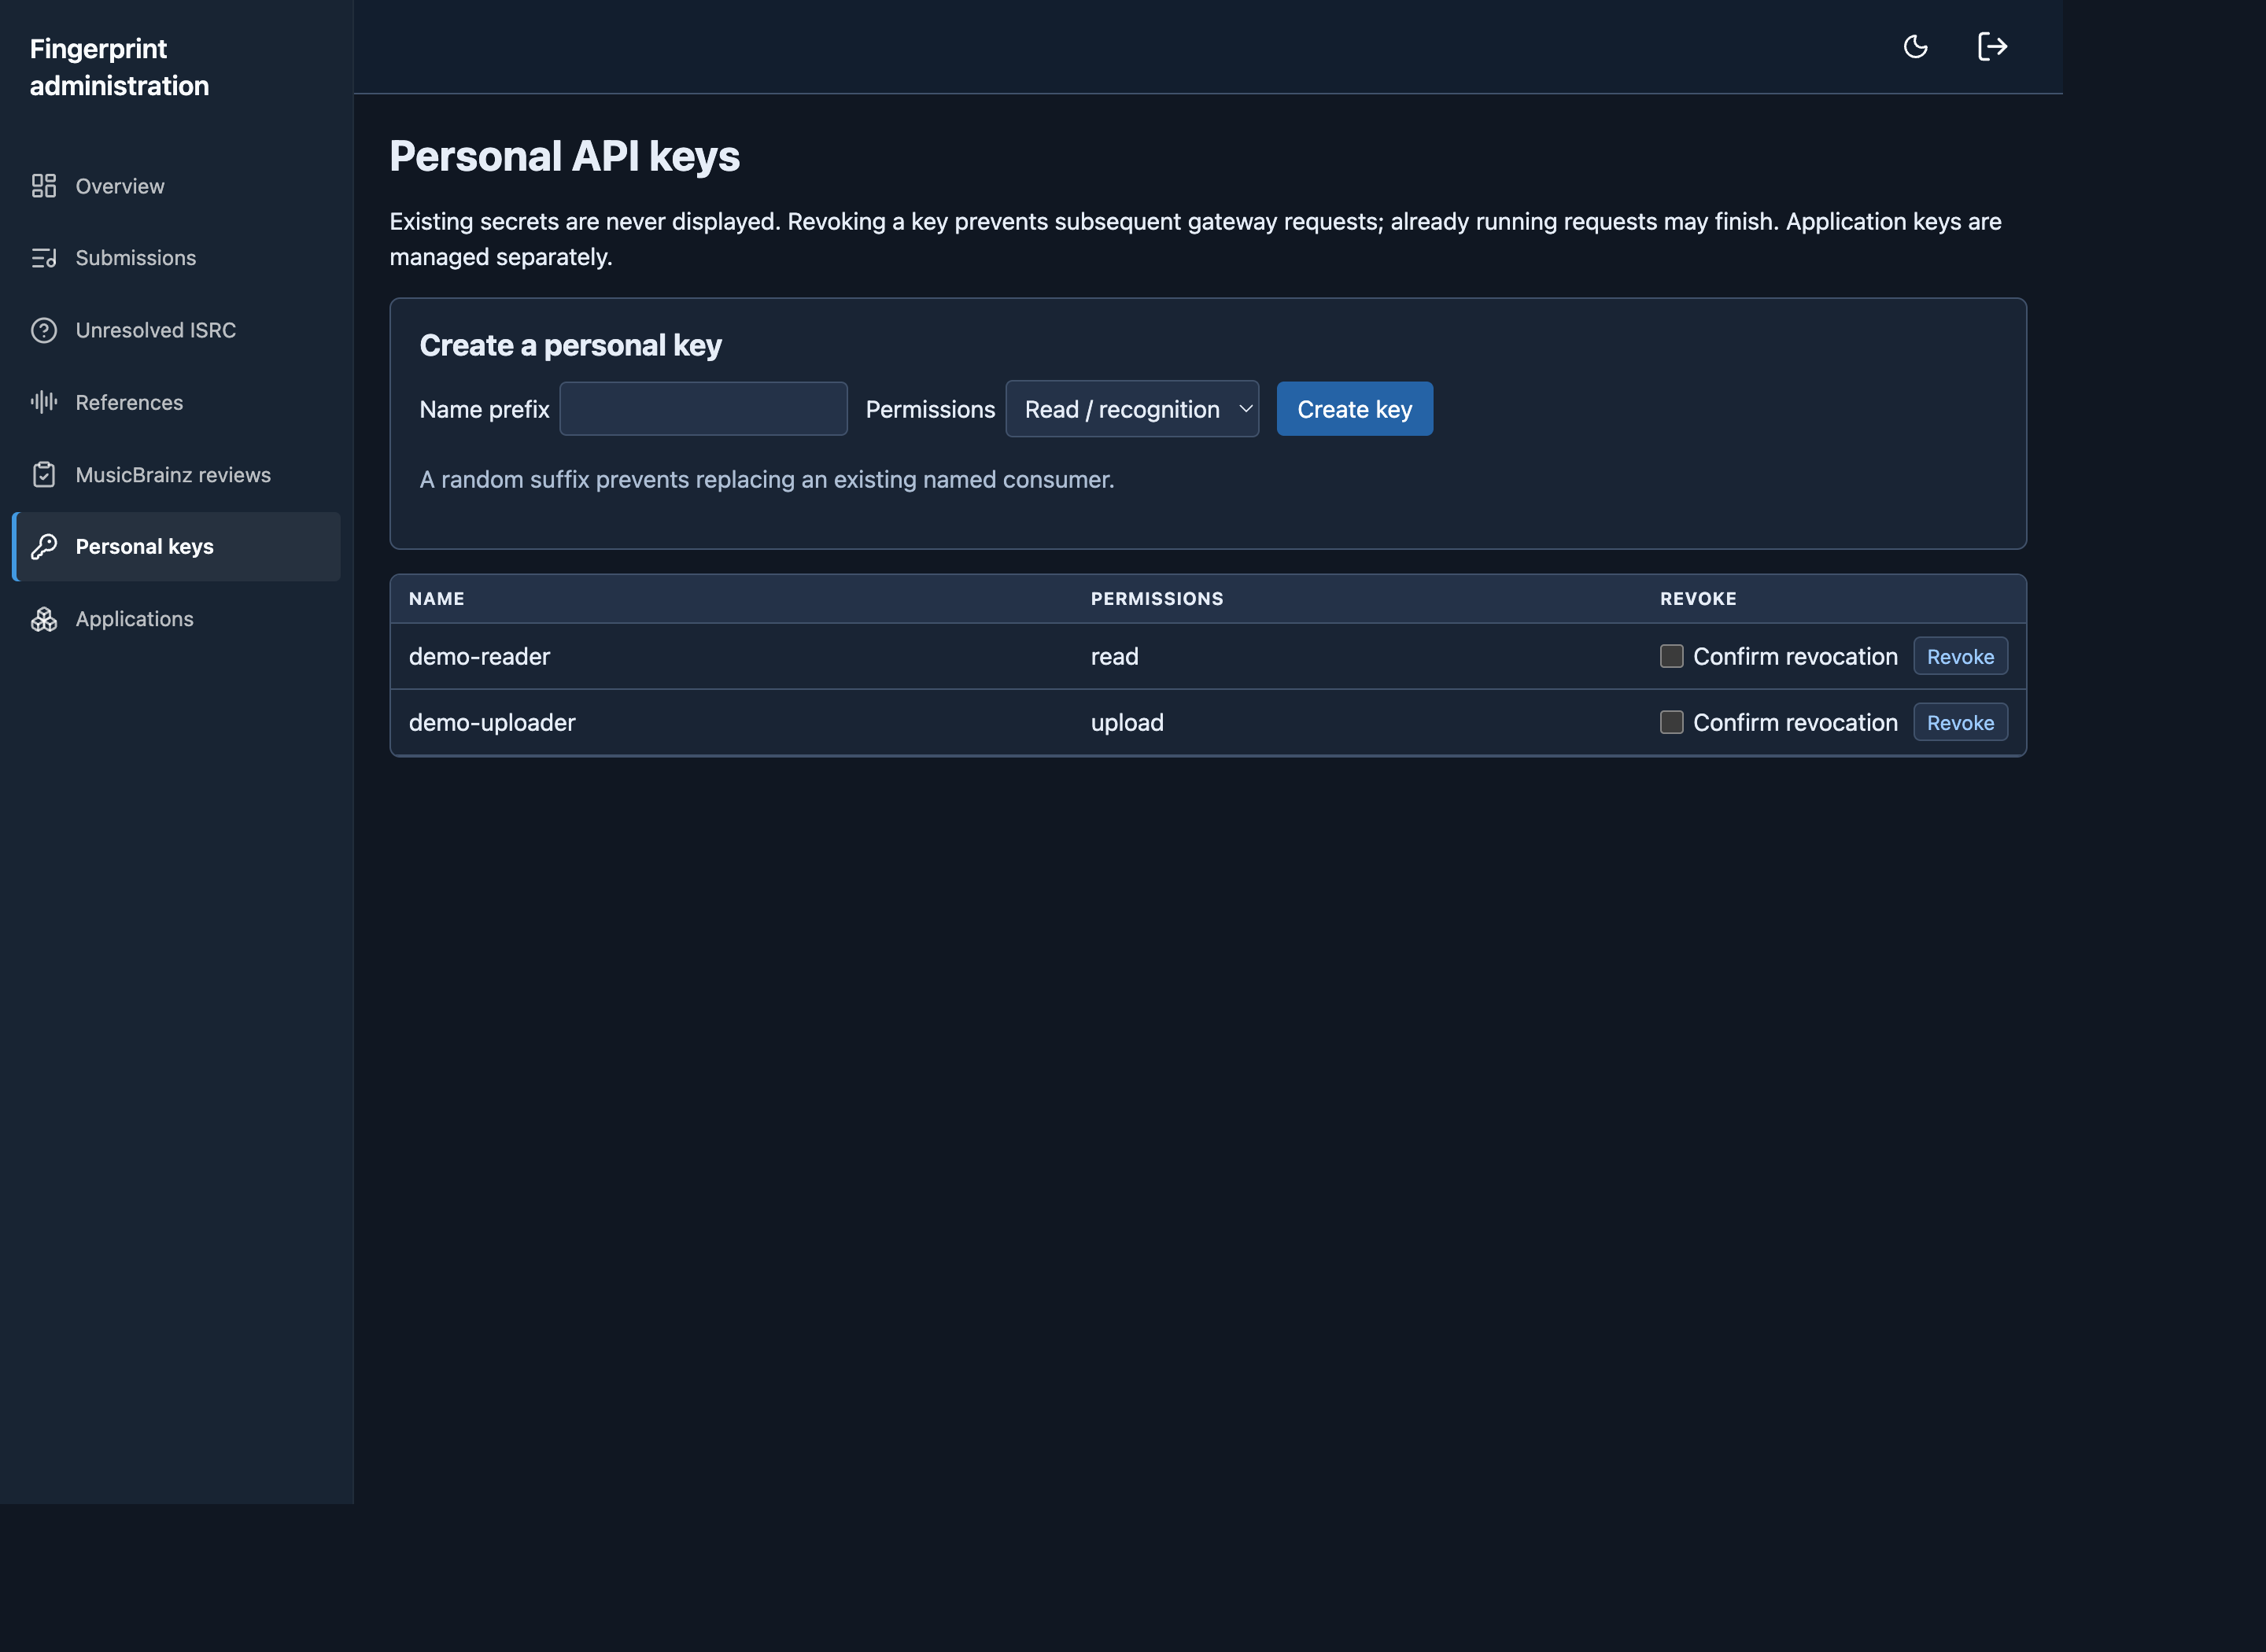 Fingerprint
administration
Overview
Submissions
Unresolved ISRC
References
MusicBrainz reviews
Personal keys
Applications
Personal API keys
Existing secrets are never displayed. Revoking a key prevents subsequent gateway requests; already running requests may finish. Application keys are
managed separately.
Create a personal key
Name prefix Permissions Read / recognition Create key
A random suffix prevents replacing an existing named consumer.
NAME PERMISSIONS REVOKE
demo-reader read Confirm revocation Revoke
demo-uploader upload Confirm revocation Revoke